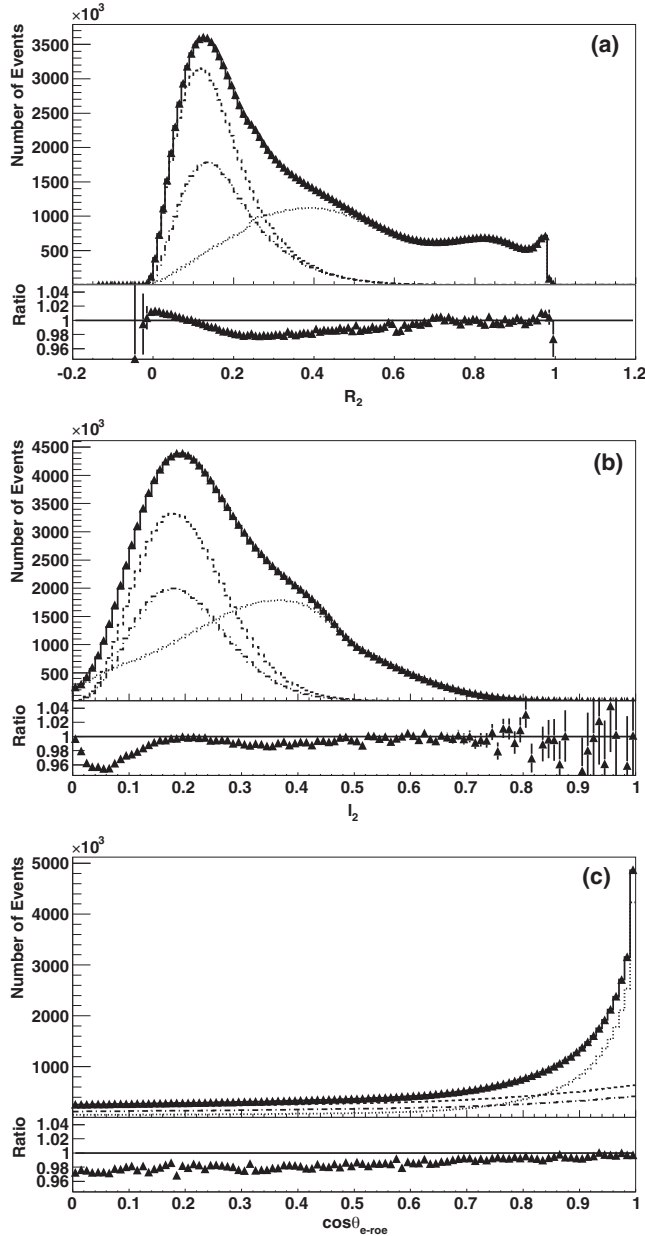 ×10³
(a)
Number of Events
3500
3000
2500
2000
1500
1000
500
Ratio
1.04
1.02
1
0.98
0.96
-0.2 0 0.2 0.4 0.6 0.8 1 1.2
R₂
×10³
(b)
Number of Events
4500
4000
3500
3000
2500
2000
1500
1000
500
Ratio
1.04
1.02
1
0.98
0.96
0 0.1 0.2 0.3 0.4 0.5 0.6 0.7 0.8 0.9 1
l₂
×10³
(c)
Number of Events
5000
4000
3000
2000
1000
Ratio
1.04
1.02
1
0.98
0.96
0 0.1 0.2 0.3 0.4 0.5 0.6 0.7 0.8 0.9 1
cosθe-roe